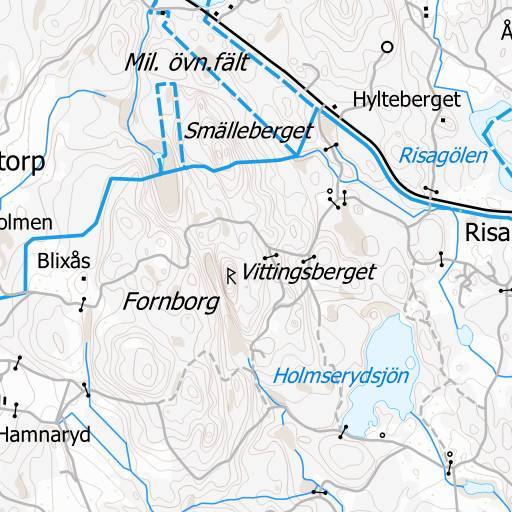 Å
Mil. övn.fält
Hylteberget
Smälleberget
Risagölen
torp
olmen
Risa
Blixås
Vittingsberget
Fornborg
Holmserydsjön
Hamnaryd